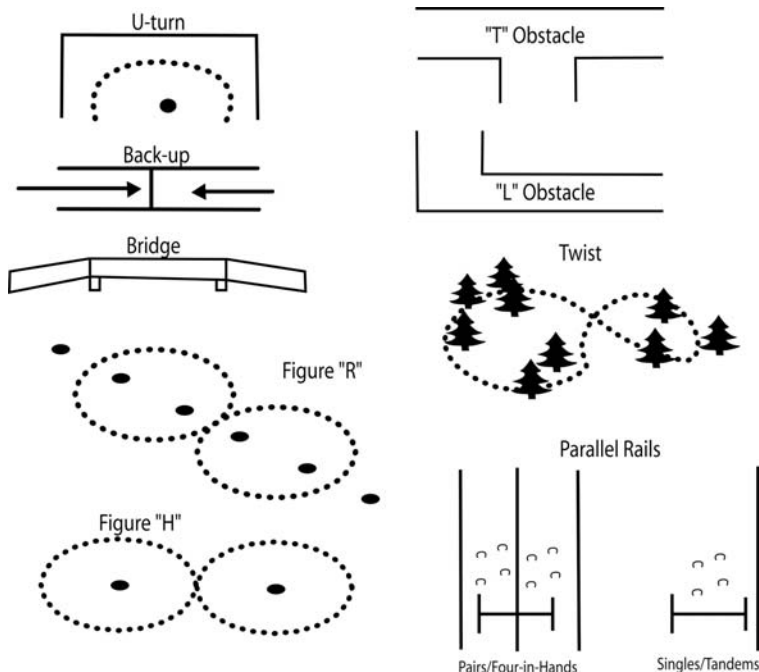 U-turn
"T" Obstacle
Back-up
"L" Obstacle
Bridge
Twist
Figure "R"
Parallel Rails
Figure "H"
Pairs/Four-in-Hands
Singles/Tandems